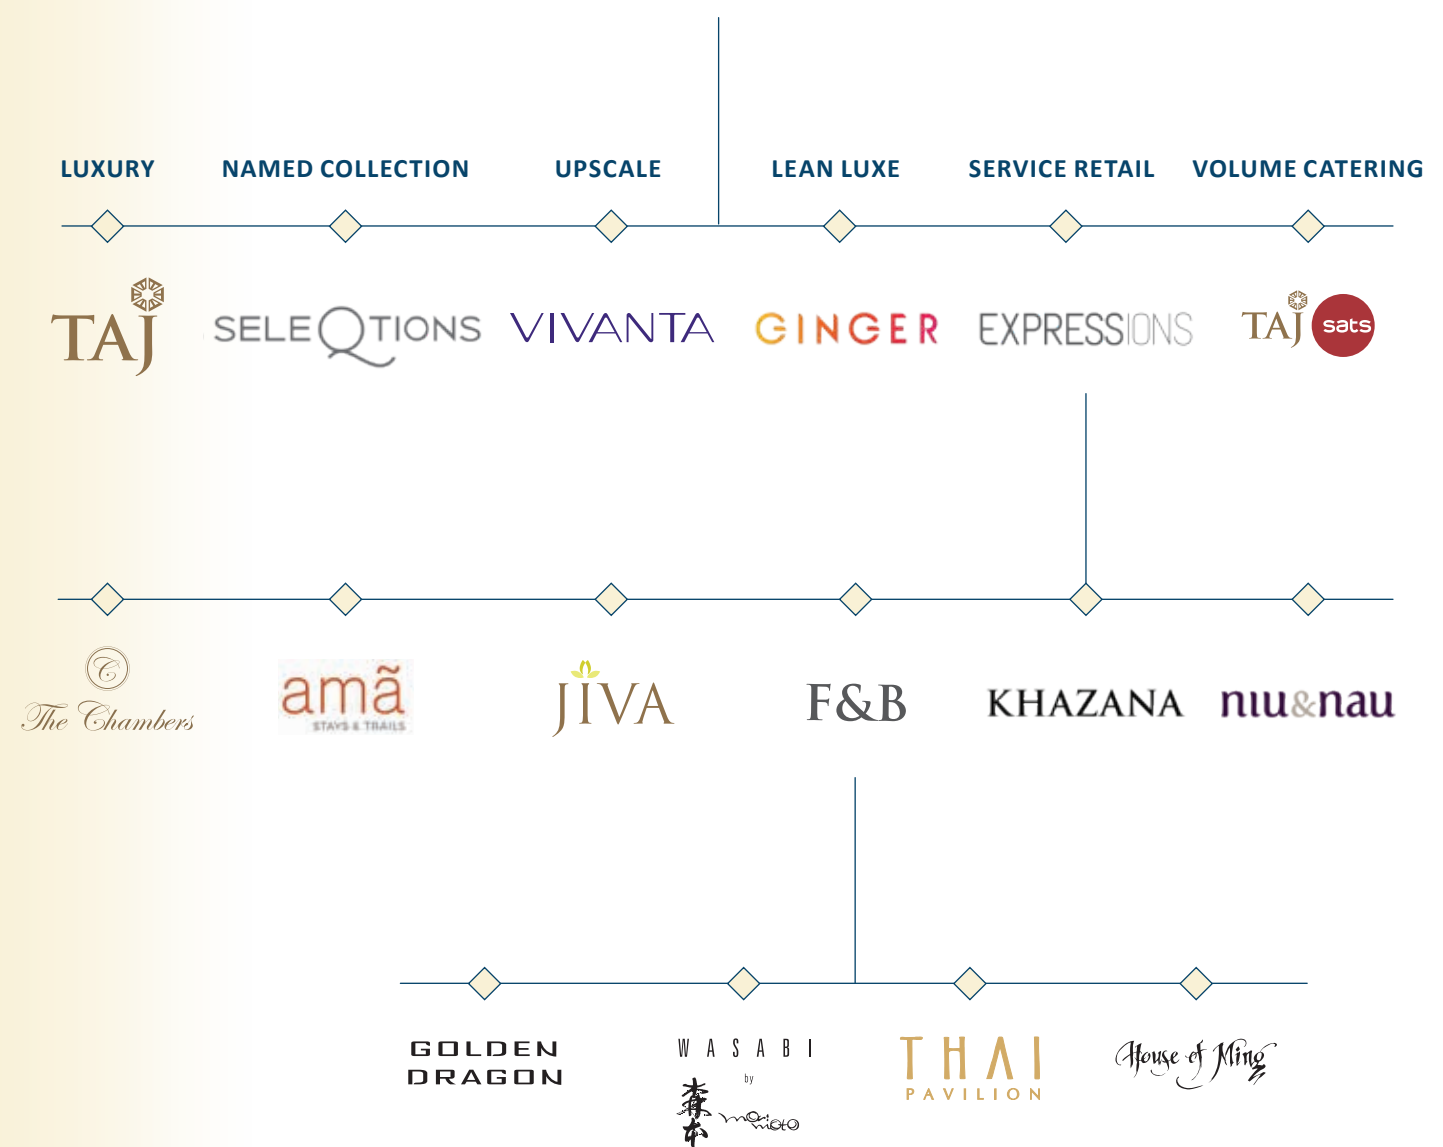 LUXURY NAMED COLLECTION UPSCALE LEAN LUXE SERVICE RETAIL VOLUME CATERING
TAJ SELEQTIONS VIVANTA GINGER EXPRESSIONS TAJ sats
C
The Chambers amã STAYS & TRAILS JIVA F&B KHAZANA niu&nau
GOLDEN DRAGON
WASABI
by
森本 morimoto
THAI
PAVILION
House of Ming